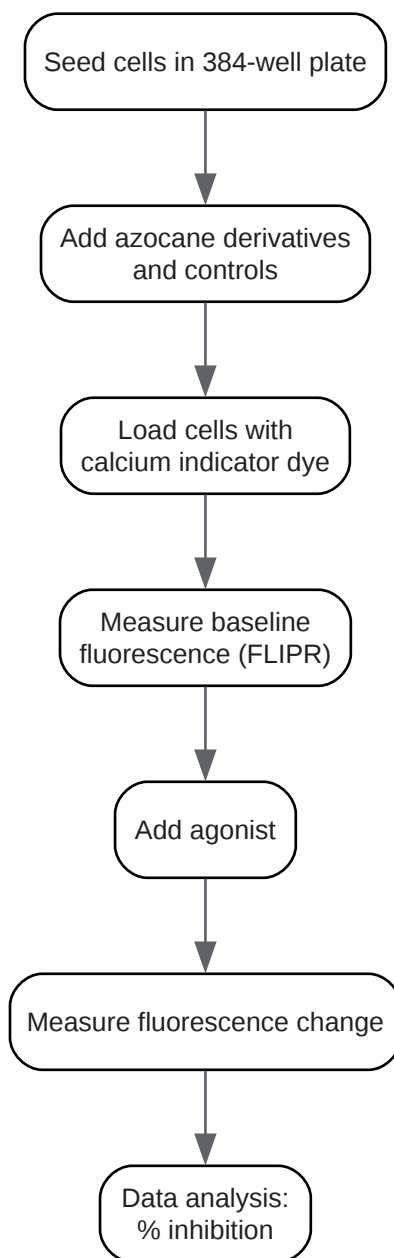 Seed cells in 384-well plate
Add azocane derivatives
and controls
Load cells with
calcium indicator dye
Measure baseline
fluorescence (FLIPR)
Add agonist
Measure fluorescence change
Data analysis:
% inhibition